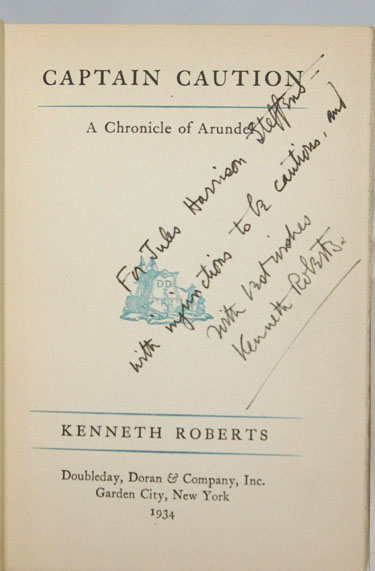 CAPTAIN CAUTION
A Chronicle of Arundel
For Jules Harrison Steffens—
with injunctions to be cautious, and
with best wishes
Kenneth Roberts.
DD
KENNETH ROBERTS
Doubleday, Doran & Company, Inc.
Garden City, New York
1934